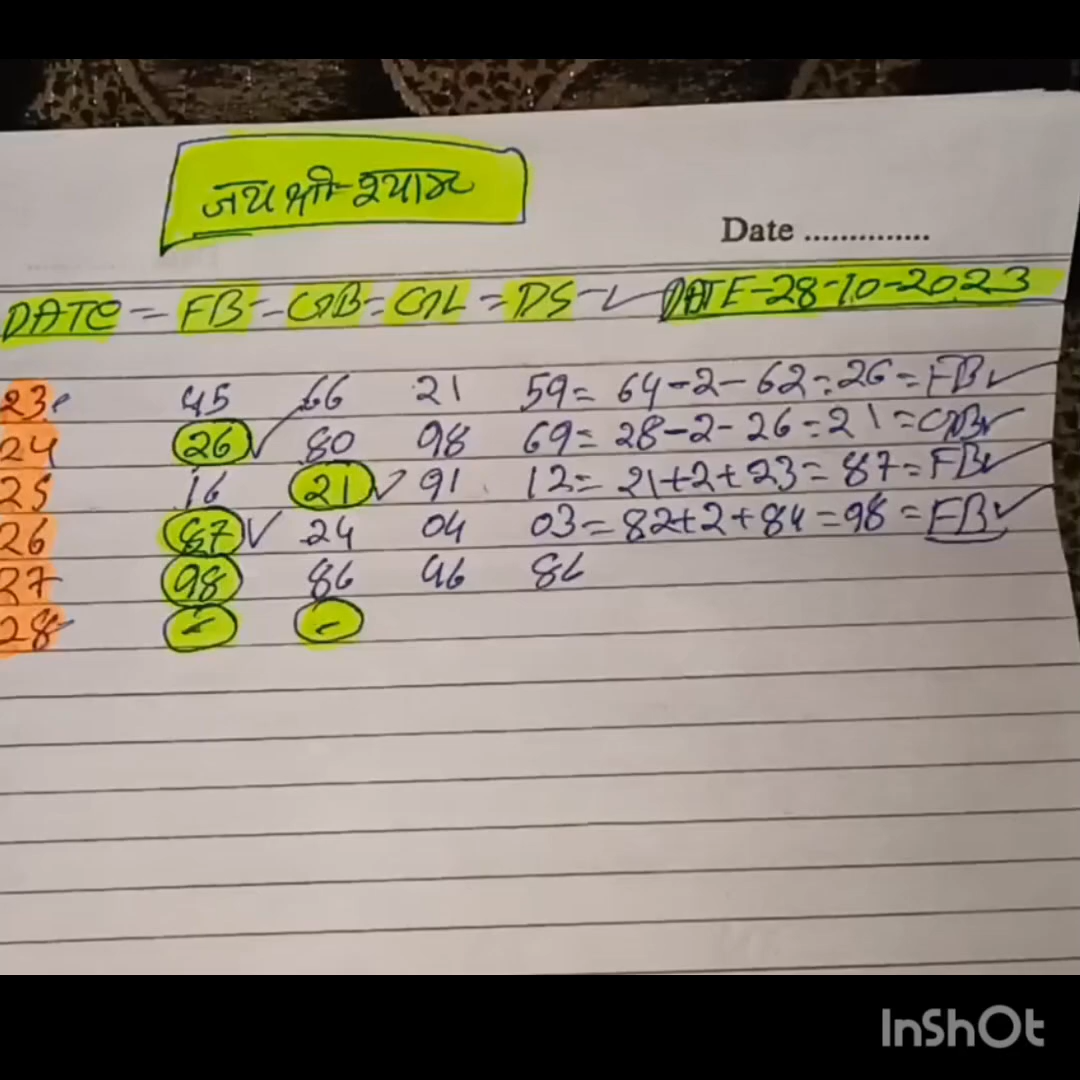 जय श्री श्याम
Date ..............
DATE = FB - GB - GL = DS - ✓ DATE-28-10-2023
23 45 66 21 59= 64-2-62=26=FB✓
24 26✓ 80 98 69= 28-2-26=21=GB✓
25 16 21✓ 91 12= 21+2+23=87=FB✓
26 87✓ 24 04 03=82+2+84=98=FB✓
27 98 86 46 86
28 - -
InShOt